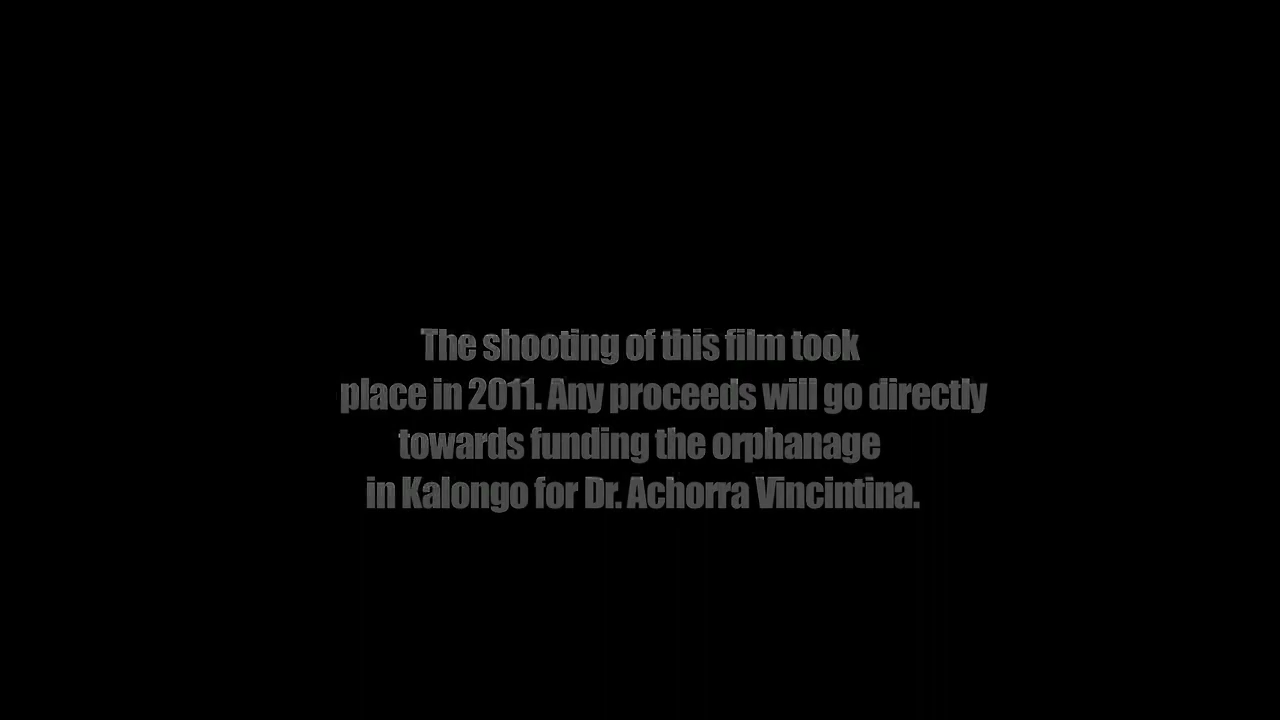 The shooting of this film took
place in 2011. Any proceeds will go directly
towards funding the orphanage
in Kalongo for Dr. Achorra Vincintina.